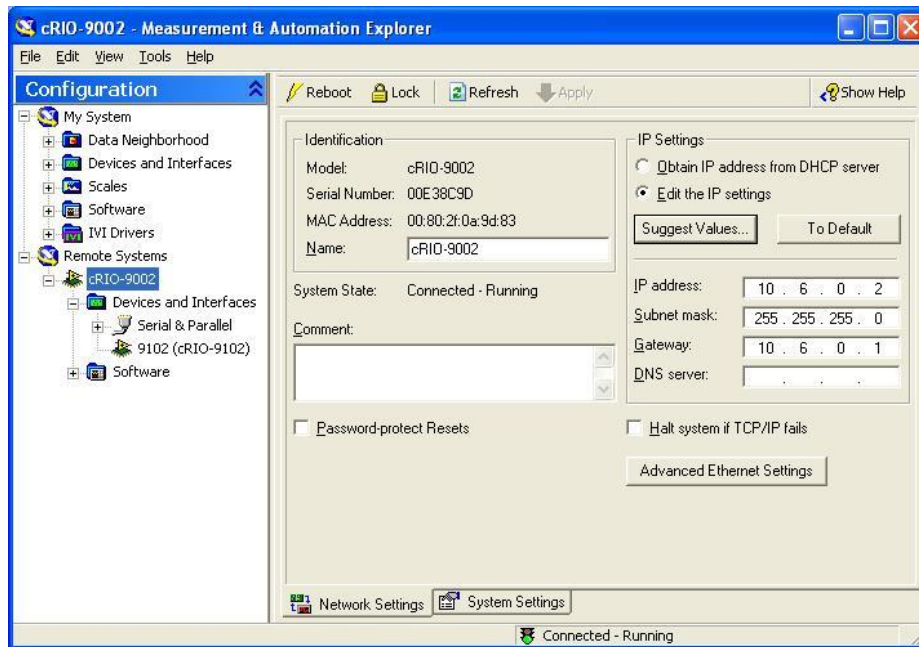 cRIO-9002 - Measurement & Automation Explorer
File Edit View Tools Help
Configuration
My System
Data Neighborhood
Devices and Interfaces
Scales
Software
IVI Drivers
Remote Systems
cRIO-9002
Devices and Interfaces
Serial & Parallel
9102 (cRIO-9102)
Software
Reboot Lock Refresh Apply Show Help
Identification
Model: cRIO-9002
Serial Number: 00E38C9D
MAC Address: 00:80:2f:0a:9d:83
Name: cRIO-9002
System State: Connected - Running
Comment:
Password-protect Resets
IP Settings
Obtain IP address from DHCP server
Edit the IP settings
Suggest Values... To Default
IP address: 10 . 6 . 0 . 2
Subnet mask: 255 . 255 . 255 . 0
Gateway: 10 . 6 . 0 . 1
DNS server: . . .
Halt system if TCP/IP fails
Advanced Ethernet Settings
Network Settings System Settings
Connected - Running